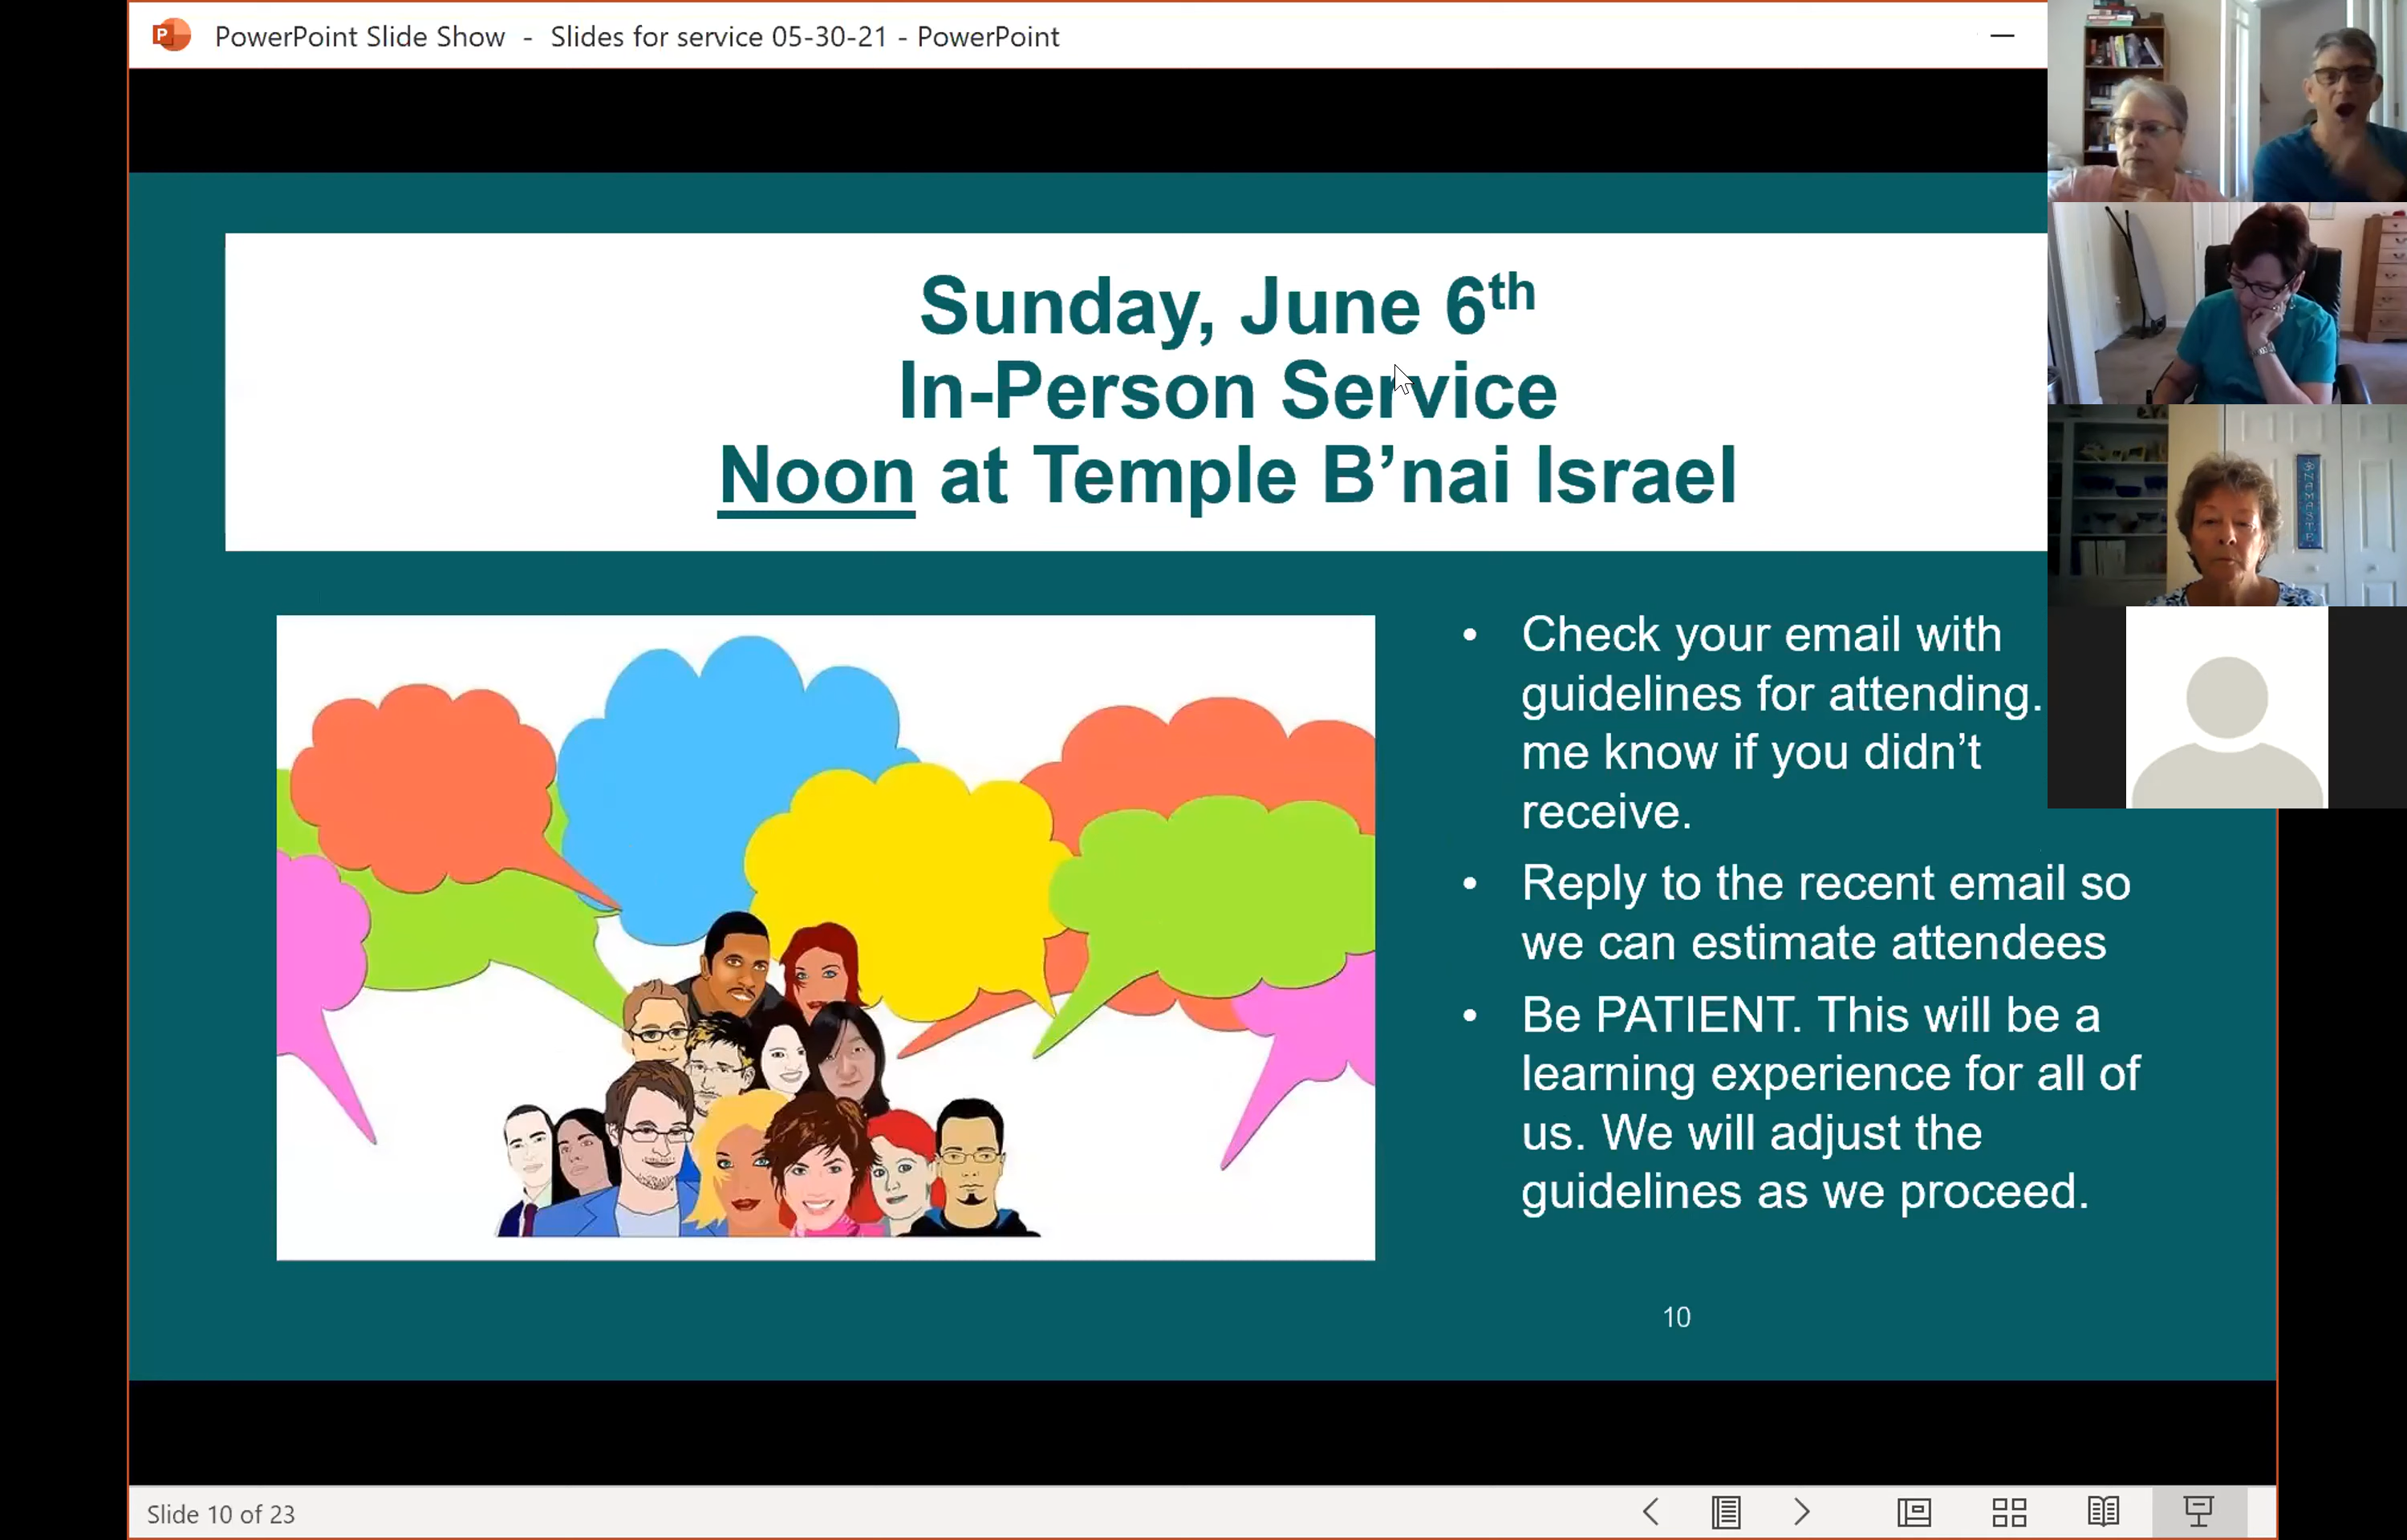 PowerPoint Slide Show - Slides for service 05-30-21 - PowerPoint
Sunday, June 6th
In-Person Service
Noon at Temple B’nai Israel
NAMASTE
• Check your email with
guidelines for attending.
me know if you didn’t
receive.
• Reply to the recent email so
we can estimate attendees
• Be PATIENT. This will be a
learning experience for all of
us. We will adjust the
guidelines as we proceed.
10
Slide 10 of 23